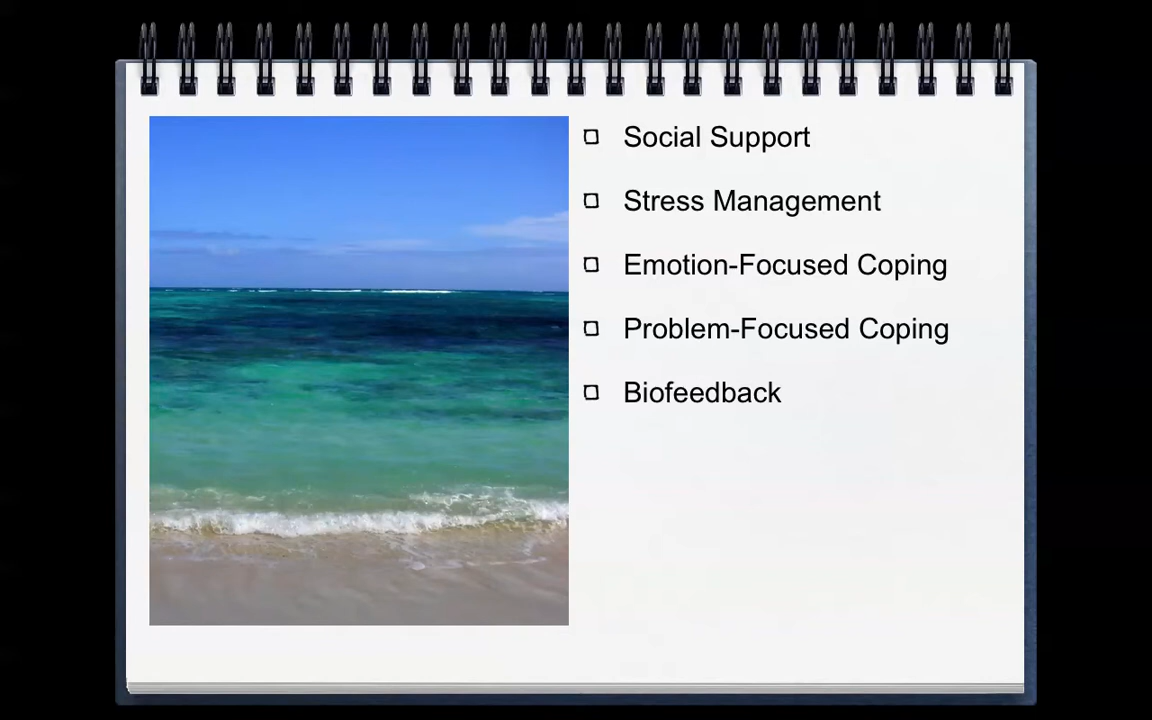 Social Support
Stress Management
Emotion-Focused Coping
Problem-Focused Coping
Biofeedback